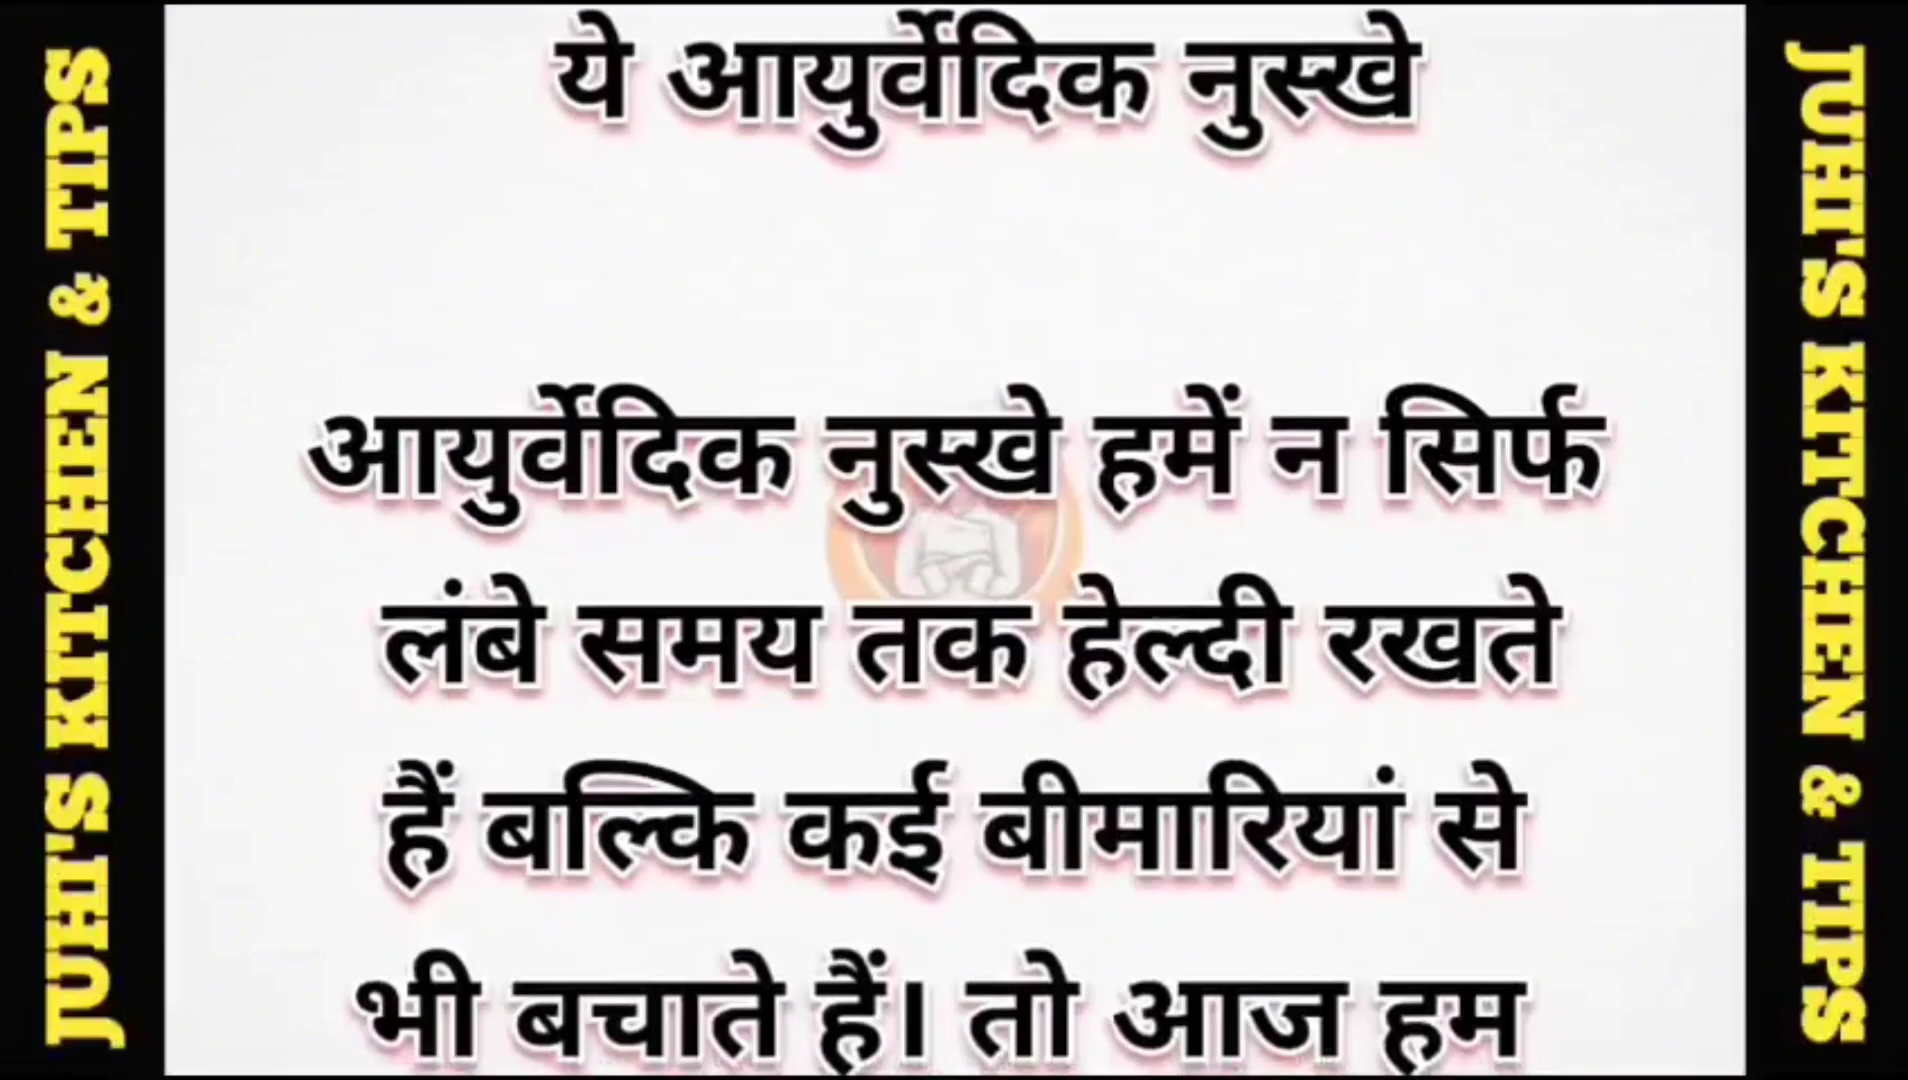 JUHI'S KITCHEN & TIPS
ये आयुर्वेदिक नुस्खे
आयुर्वेदिक नुस्खे हमें न सिर्फ
लंबे समय तक हेल्दी रखते
हैं बल्कि कई बीमारियां से
भी बचाते हैं। तो आज हम
JUHI'S KITCHEN & TIPS